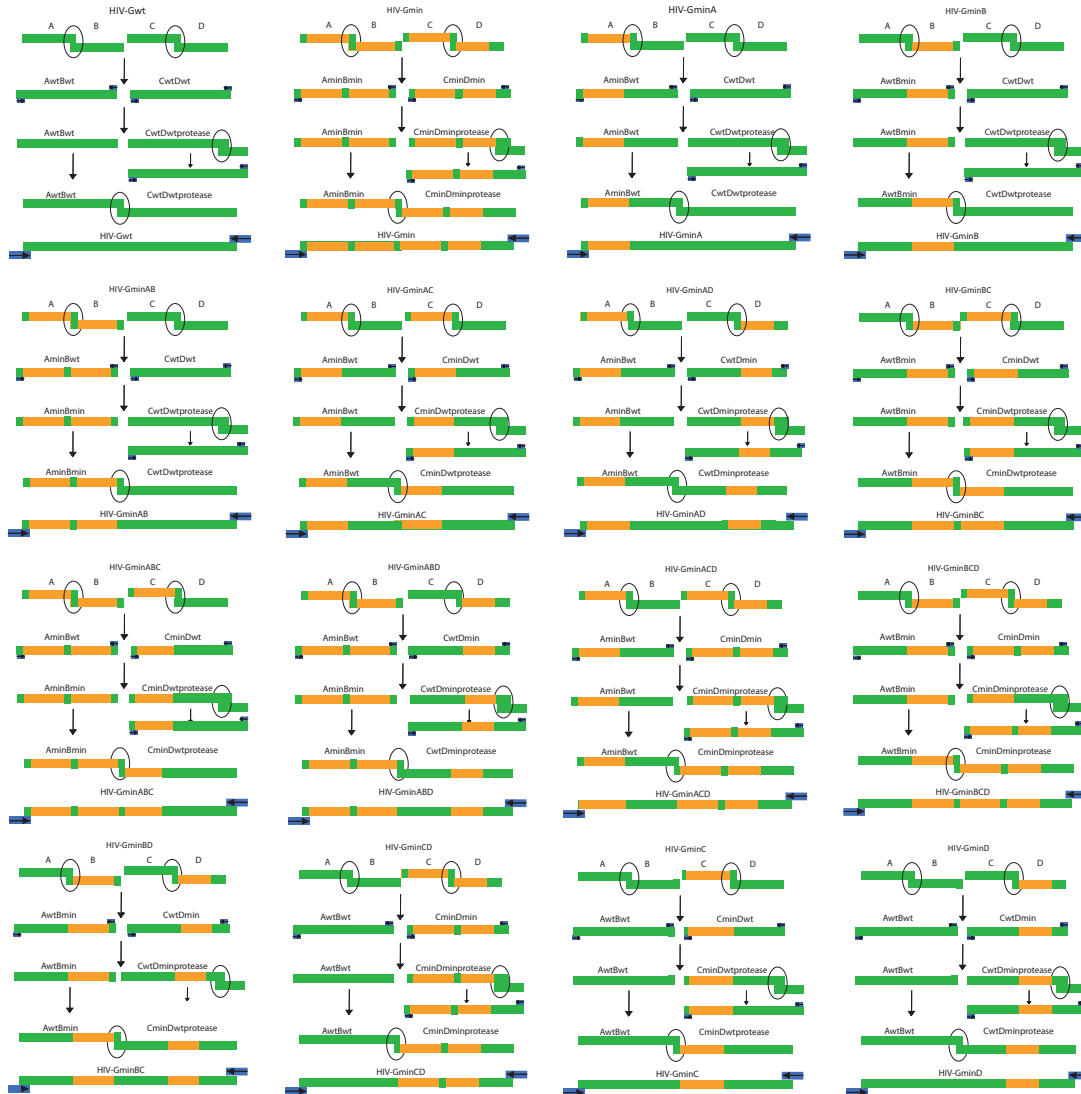 HIV-Gwt
A B C D
AwtBwt CwtDwt
AwtBwt CwtDwtprotease
AwtBwt CwtDwtprotease
HIV-Gwt
HIV-Gmin
A B C D
AminBmin CminDmin
AminBmin CminDminprotease
AminBmin CminDminprotease
HIV-Gmin
HIV-GminA
A B C D
AminBwt CwtDwt
AminBwt CwtDwtprotease
AminBwt CwtDwtprotease
HIV-GminA
HIV-GminB
A B C D
AwtBmin CwtDwt
AwtBmin CwtDwtprotease
AwtBmin CwtDwtprotease
HIV-GminB
HIV-GminAB
A B C D
AminBwt CwtDwt
AminBmin CwtDwtprotease
AminBmin CwtDwtprotease
HIV-GminAB
HIV-GminAC
A B C D
AminBwt CminDwt
AminBwt CminDwtprotease
AminBwt CminDwtprotease
HIV-GminAC
HIV-GminAD
A B C D
AminBwt CwtDmin
AminBwt CwtDminprotease
AminBwt CwtDminprotease
HIV-GminAD
HIV-GminBC
A B C D
AwtBmin CminDwt
AwtBmin CminDwtprotease
AwtBmin CminDwtprotease
HIV-GminBC
HIV-GminABC
A B C D
AminBwt CminDwt
AminBmin CminDwtprotease
AminBmin CminDwtprotease
HIV-GminABC
HIV-GminABD
A B C D
AminBwt CwtDmin
AminBmin CwtDminprotease
AminBmin CwtDminprotease
HIV-GminABD
HIV-GminACD
A B C D
AminBwt CminDmin
AminBwt CminDminprotease
AminBwt CminDminprotease
HIV-GminACD
HIV-GminBCD
A B C D
AwtBmin CminDmin
AwtBmin CminDminprotease
AwtBmin CminDminprotease
HIV-GminBCD
HIV-GminBD
A B C D
AwtBmin CwtDmin
AwtBmin CwtDminprotease
AwtBmin CminDwtprotease
HIV-GminBC
HIV-GminCD
A B C D
AwtBwt CminDmin
AwtBwt CminDminprotease
AwtBwt CminDminprotease
HIV-GminCD
HIV-GminC
A B C D
AwtBwt CminDwt
AwtBwt CminDwtprotease
AwtBwt CminDwtprotease
HIV-GminC
HIV-GminD
A B C D
AwtBwt CwtDmin
AwtBwt CwtDminprotease
AwtBwt CwtDminprotease
HIV-GminD